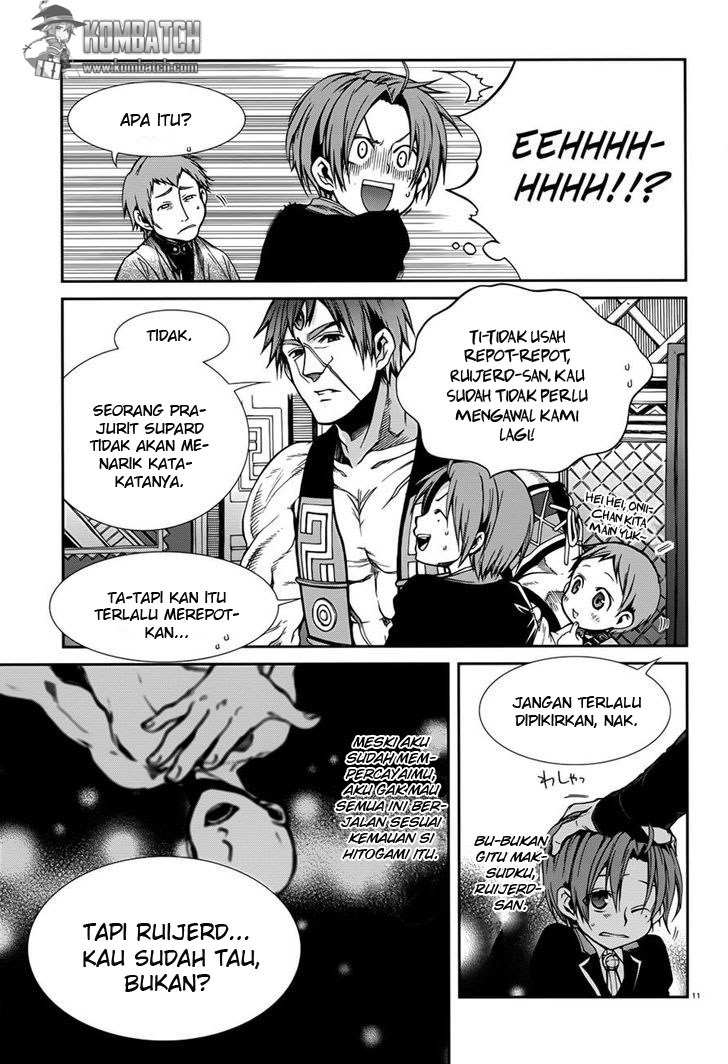 KOMBATCH
www.kombatch.com
EEHHHH-
HHHH!!?
APA ITU?
TI-TIDAK USAH
REPOT-REPOT,
RUIJERD-SAN. KAU
SUDAH TIDAK PERLU
MENGAWAL KAMI
LAGI!
TIDAK.
SEORANG PRA-
JURIT SUPARD
TIDAK AKAN ME-
NARIK KATA-
KATANYA.
HEI HEI, ONII-
CHAN KITA
MAIN YUK~
TA-TAPI KAN ITU
TERLALU MEREPOT-
KAN...
JANGAN TERLALU
DIPIKIRKAN, NAK.
わしゃっ
BU-BUKAN
GITU MAK-
SUDKU,
RUIJERD-
SAN.
MESKI AKU
SUDAH MEM-
PERCAYAIMU,
AKU GAK MAU
SEMUA INI BER-
JALAN SESUAI
KEMAUAN SI
HITOGAMI ITU.
TAPI RUIJERD...
KAU SUDAH TAU,
BUKAN?
11